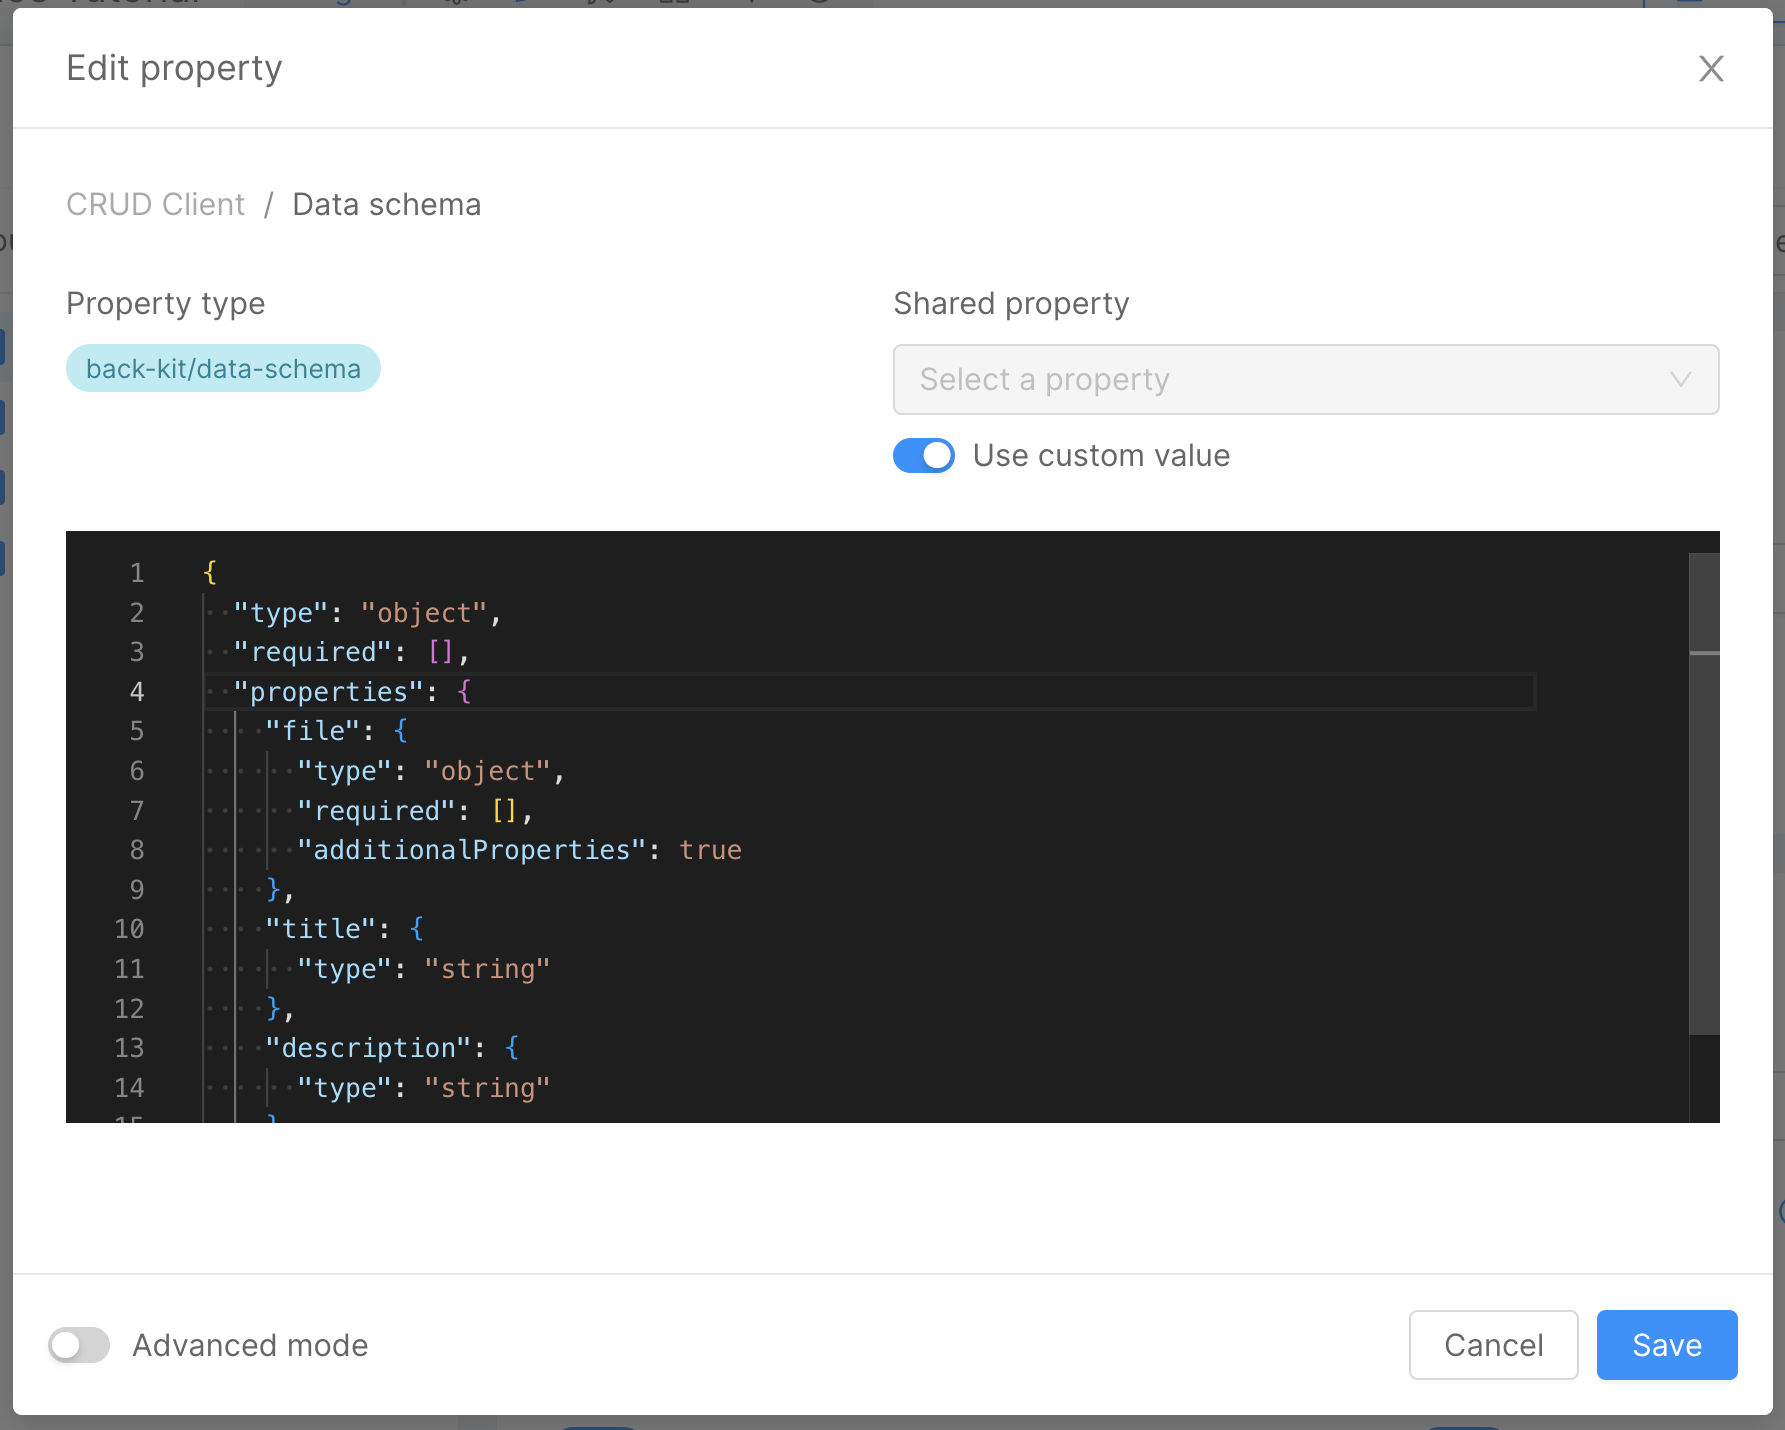 Edit property
CRUD Client / Data schema
Property type
Shared property
back-kit/data-schema
Select a property
Use custom value
1 {
2 "type": "object",
3 "required": [],
4 "properties": {
5 "file": {
6 "type": "object",
7 "required": [],
8 "additionalProperties": true
9 },
10 "title": {
11 "type": "string"
12 },
13 "description": {
14 "type": "string"
15 }
Advanced mode
Cancel
Save